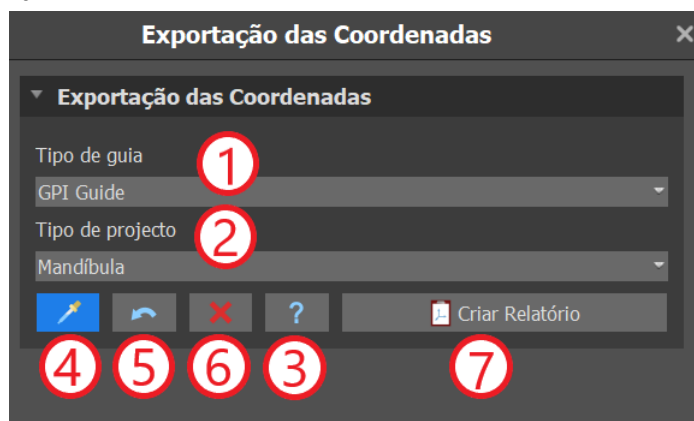 Exportação das Coordenadas
Exportação das Coordenadas
Tipo de guia
1
GPI Guide
Tipo de projecto
2
Mandíbula
? Criar Relatório
4 5 6 3 7